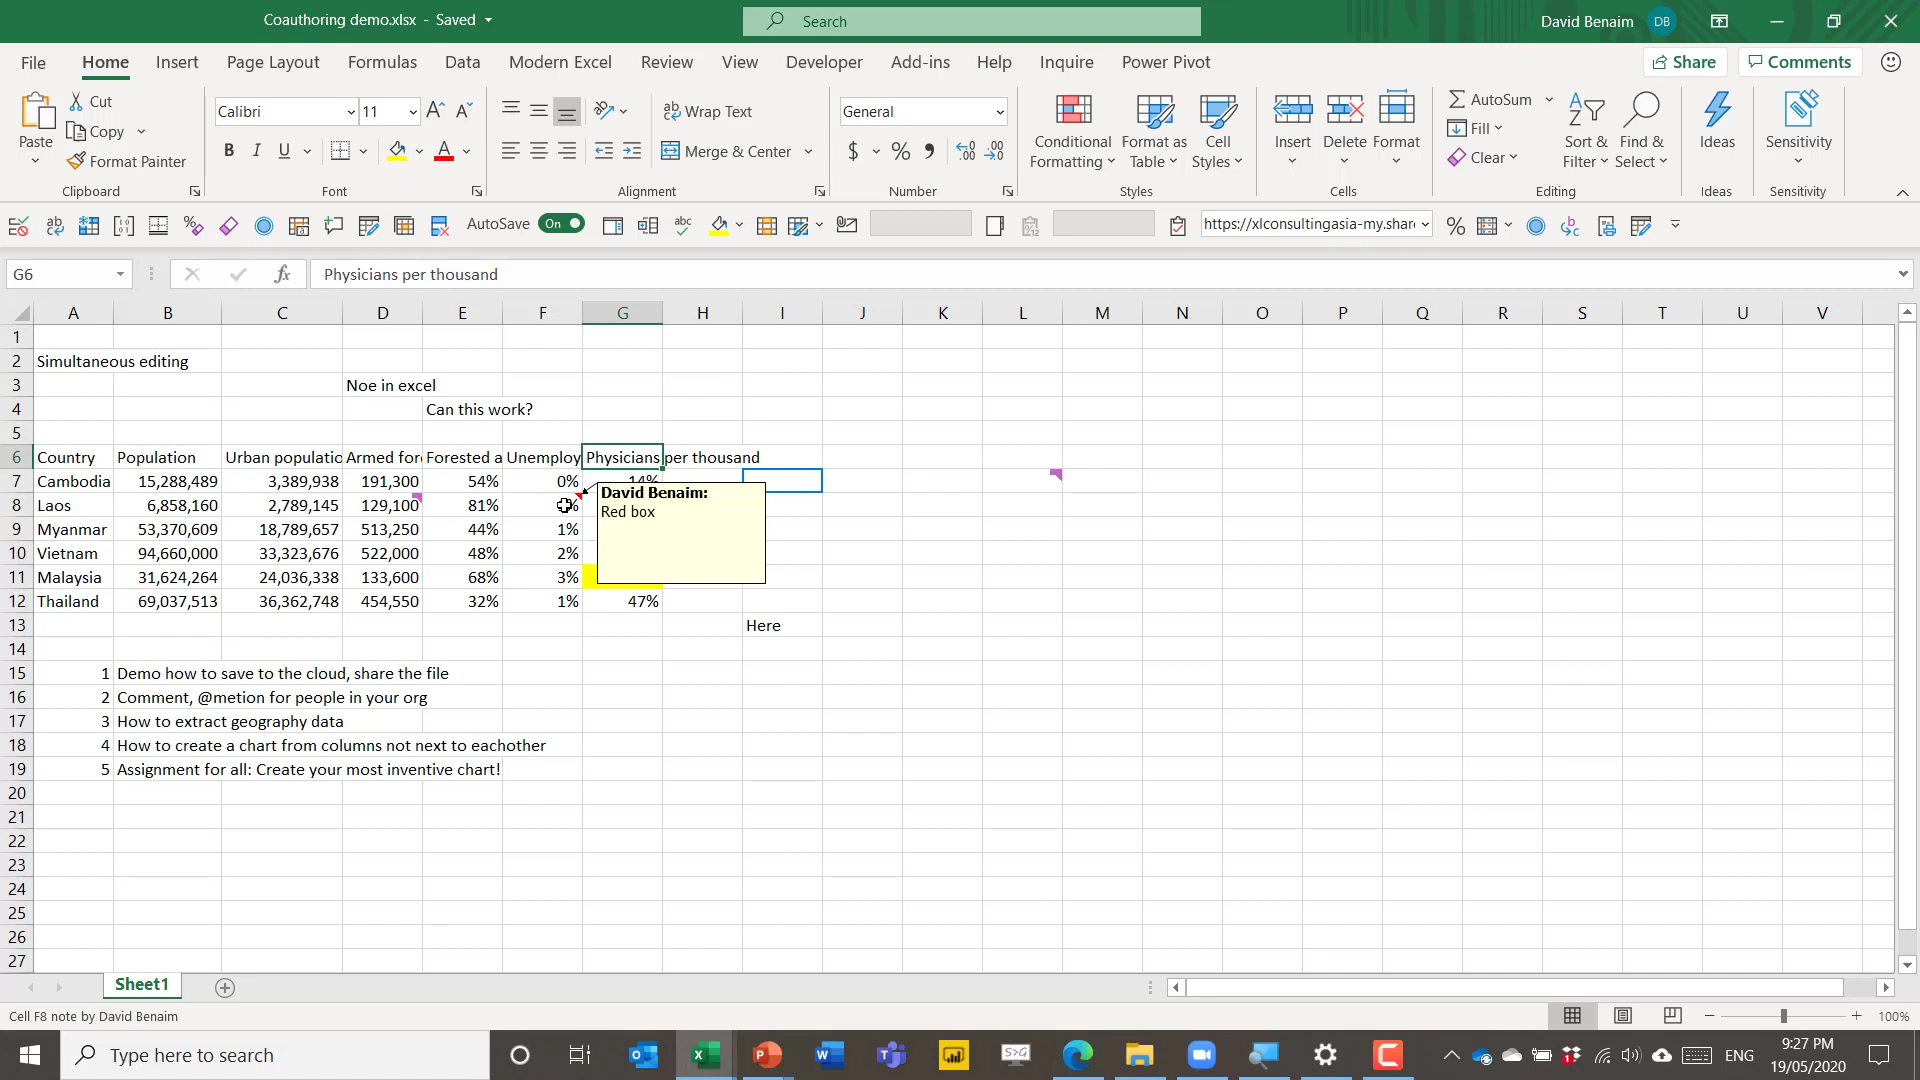 Coauthoring demo.xlsx - Saved
Search
David Benaim DB
File Home Insert Page Layout Formulas Data Modern Excel Review View Developer Add-ins Help Inquire Power Pivot Share Comments
Paste
Cut
Copy
Format Painter
Clipboard
Calibri 11
B I U
Font
Wrap Text
Merge & Center
Alignment
General
$ % ,
Number
Conditional Formatting
Format as Table
Cell Styles
Styles
Insert Delete Format
Cells
AutoSum
Fill
Clear
Sort & Filter
Find & Select
Editing
Ideas
Ideas
Sensitivity
Sensitivity
AutoSave On
https://xlconsultingasia-my.share
G6 fx Physicians per thousand
A B C D E F G H I J K L M N O P Q R S T U V
1
2 Simultaneous editing
3 Noe in excel
4 Can this work?
5
6 Country Population Urban populatio Armed for Forested a Unemploy Physicians per thousand
7 Cambodia 15,288,489 3,389,938 191,300 54% 0% 14%
8 Laos 6,858,160 2,789,145 129,100 81%
9 Myanmar 53,370,609 18,789,657 513,250 44% 1%
10 Vietnam 94,660,000 33,323,676 522,000 48% 2%
11 Malaysia 31,624,264 24,036,338 133,600 68% 3%
12 Thailand 69,037,513 36,362,748 454,550 32% 1% 47%
David Benaim:
Red box
13 Here
14
15 1 Demo how to save to the cloud, share the file
16 2 Comment, @metion for people in your org
17 3 How to extract geography data
18 4 How to create a chart from columns not next to eachother
19 5 Assignment for all: Create your most inventive chart!
20
21
22
23
24
25
26
27
Sheet1
Cell F8 note by David Benaim
100%
Type here to search
ENG
9:27 PM
19/05/2020